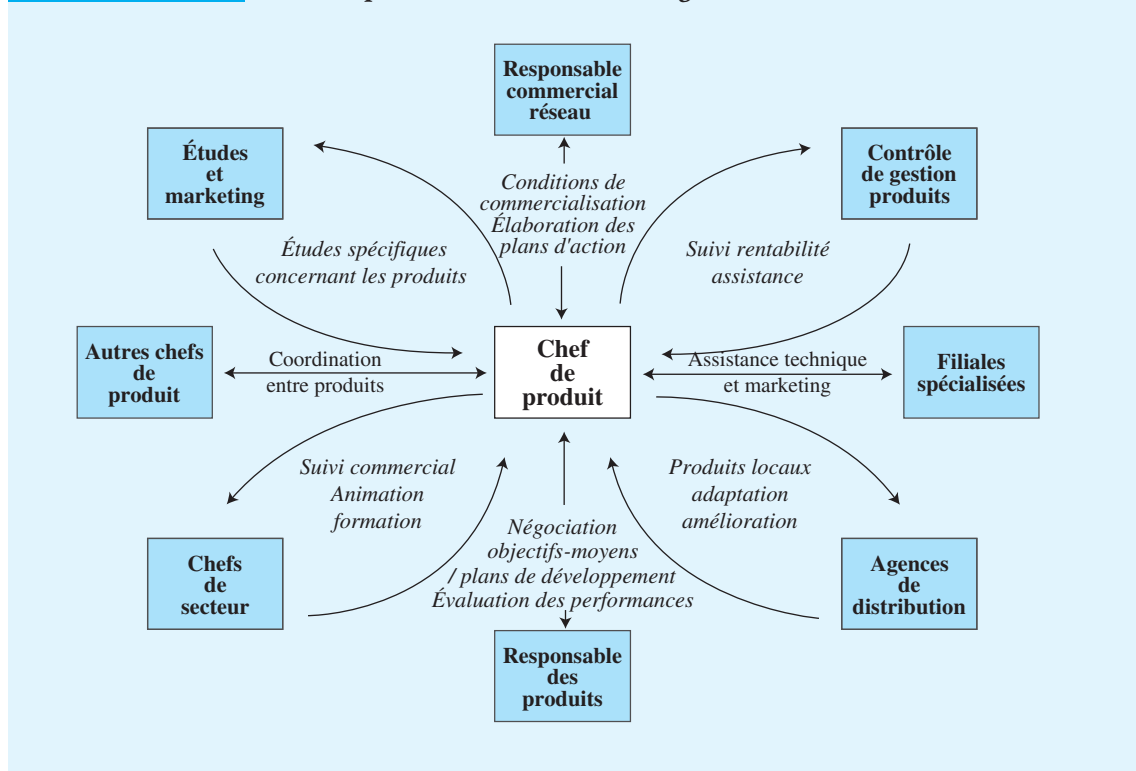 Responsable
commercial
réseau
Études
et
marketing
Contrôle
de gestion
produits
Conditions de
commercialisation
Élaboration des
plans d'action
Études spécifiques
concernant les produits
Suivi rentabilité
assistance
Autres chefs
de
produit
Coordination
entre produits
Chef
de
produit
Assistance technique
et marketing
Filiales
spécialisées
Suivi commercial
Animation
formation
Produits locaux
adaptation
amélioration
Négociation
objectifs-moyens
/ plans de développement
Évaluation des performances
Chefs
de
secteur
Agences
de
distribution
Responsable
des
produits